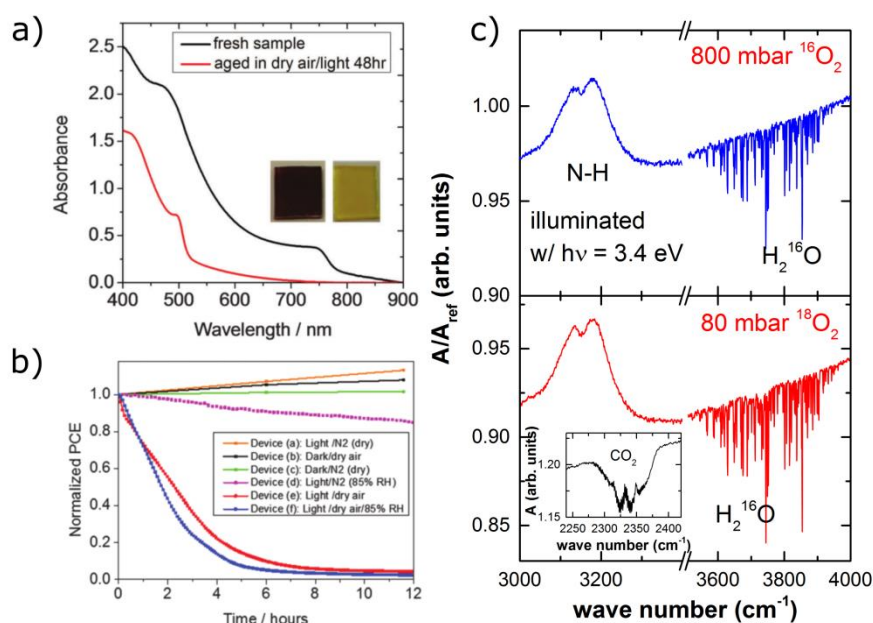 a)
fresh sample
aged in dry air/light 48hr
2.5
2.0
1.5
1.0
0.5
0.0
Absorbance
400 500 600 700 800 900
Wavelength / nm
b)
1.0
0.8
0.6
0.4
0.2
0.0
Normalized PCE
Device (a): Light /N2 (dry)
Device (b): Dark/dry air
Device (c): Dark/N2 (dry)
Device (d): Light/N2 (85% RH)
Device (e): Light /dry air
Device (f): Light /dry air/85% RH
0 2 4 6 8 10 12
Time / hours
c)
800 mbar ¹⁶O₂
1.00
0.95
0.90
N-H
illuminated
w/ hν = 3.4 eV
H₂¹⁶O
A/A_ref (arb. units)
80 mbar ¹⁸O₂
0.95
0.90
0.85
CO₂
A (arb. units)
1.20
1.15
2250 2300 2350 2400
wave number (cm⁻¹)
H₂¹⁶O
3000 3200 3600 3800 4000
wave number (cm⁻¹)